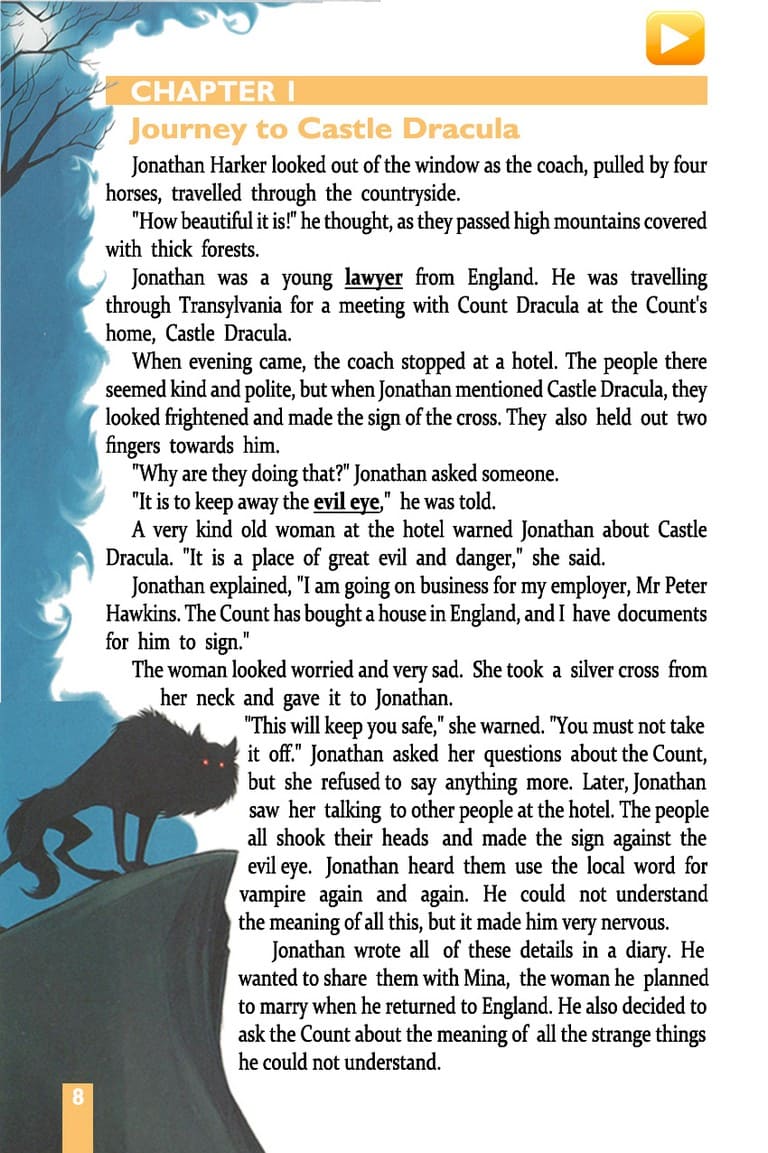 CHAPTER 1
Journey to Castle Dracula
Jonathan Harker looked out of the window as the coach, pulled by four
horses, travelled through the countryside.
"How beautiful it is!" he thought, as they passed high mountains covered
with thick forests.
Jonathan was a young lawyer from England. He was travelling
through Transylvania for a meeting with Count Dracula at the Count's
home, Castle Dracula.
When evening came, the coach stopped at a hotel. The people there
seemed kind and polite, but when Jonathan mentioned Castle Dracula, they
looked frightened and made the sign of the cross. They also held out two
fingers towards him.
"Why are they doing that?" Jonathan asked someone.
"It is to keep away the evil eye," he was told.
A very kind old woman at the hotel warned Jonathan about Castle
Dracula. "It is a place of great evil and danger," she said.
Jonathan explained, "I am going on business for my employer, Mr Peter
Hawkins. The Count has bought a house in England, and I have documents
for him to sign."
The woman looked worried and very sad. She took a silver cross from
her neck and gave it to Jonathan.
"This will keep you safe," she warned. "You must not take
it off." Jonathan asked her questions about the Count,
but she refused to say anything more. Later, Jonathan
saw her talking to other people at the hotel. The people
all shook their heads and made the sign against the
evil eye. Jonathan heard them use the local word for
vampire again and again. He could not understand
the meaning of all this, but it made him very nervous.
Jonathan wrote all of these details in a diary. He
wanted to share them with Mina, the woman he planned
to marry when he returned to England. He also decided to
ask the Count about the meaning of all the strange things
he could not understand.
8